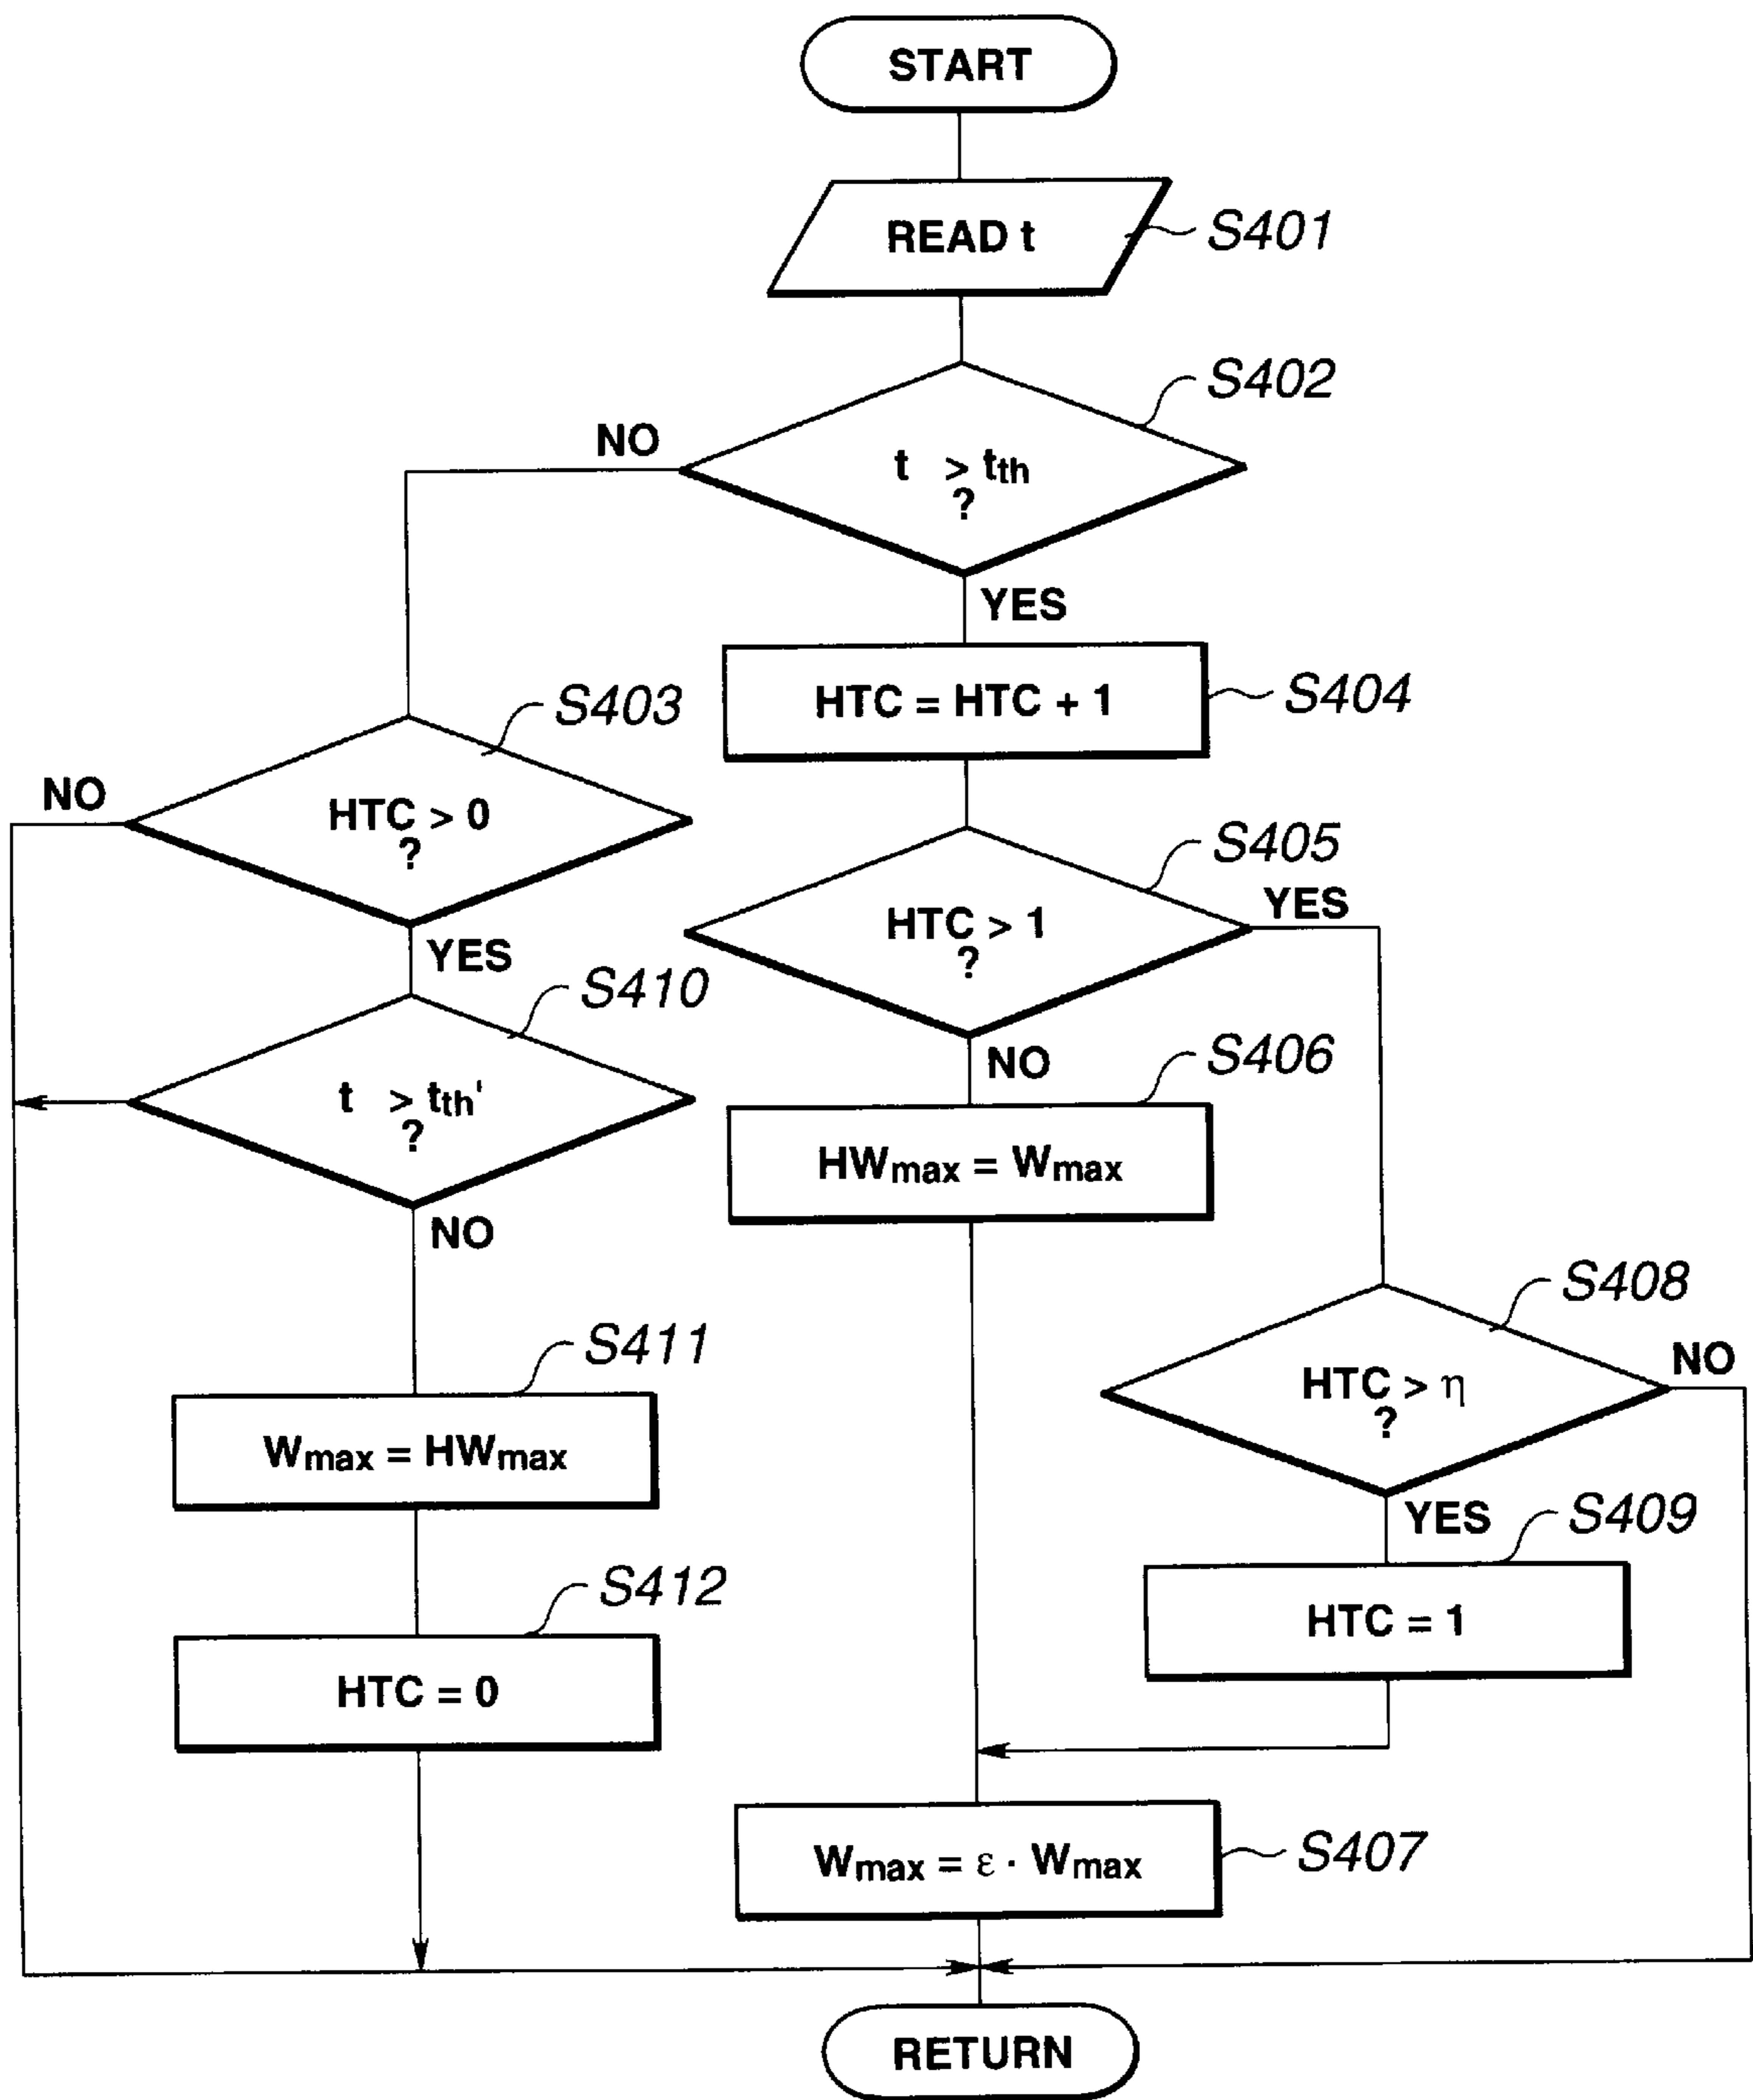 START
READ t
S401
S402
NO
t > tth
?
YES
HTC = HTC + 1
S404
S403
NO
HTC > 0
?
YES
S405
HTC > 1
?
YES
NO
S410
t > tth'
?
NO
S406
HWmax = Wmax
S408
HTC > η
?
NO
YES
S411
Wmax = HWmax
S409
HTC = 1
S412
HTC = 0
Wmax = ε · Wmax
S407
RETURN